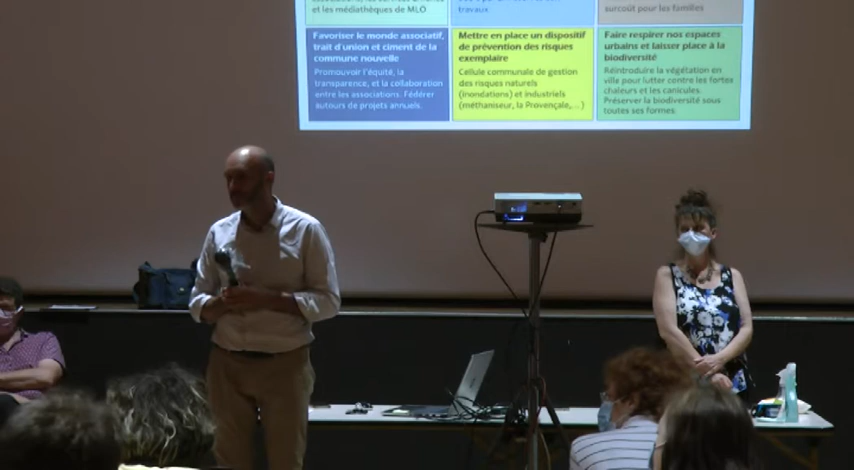 et les médiathèques de MLO
travaux
surcoût pour les familles
Favoriser le monde associatif,
trait d'union et ciment de la
commune nouvelle
Promouvoir l'équité, la
transparence, et la collaboration
entre les associations. Fédérer
autours de projets annuels.
Mettre en place un dispositif
de prévention des risques
exemplaire
Cellule communale de gestion
des risques naturels
(inondations) et industriels
(méthaniseur, la Provençale,...)
Faire respirer nos espaces
urbains et laisser place à la
biodiversité
Réintroduire la végétation en
ville pour lutter contre les fortes
chaleurs et les canicules.
Préserver la biodiversité sous
toutes ses formes.